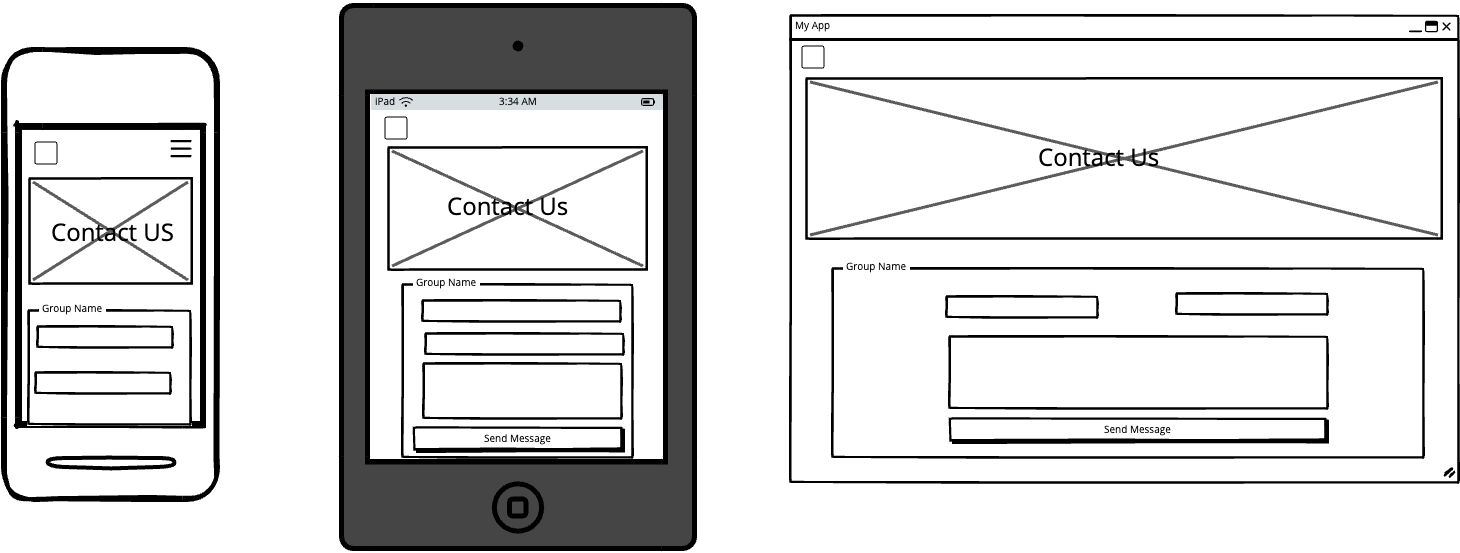 Contact US
Group Name
iPad
3:34 AM
Contact Us
Group Name
Send Message
My App
Contact Us
Group Name
Send Message